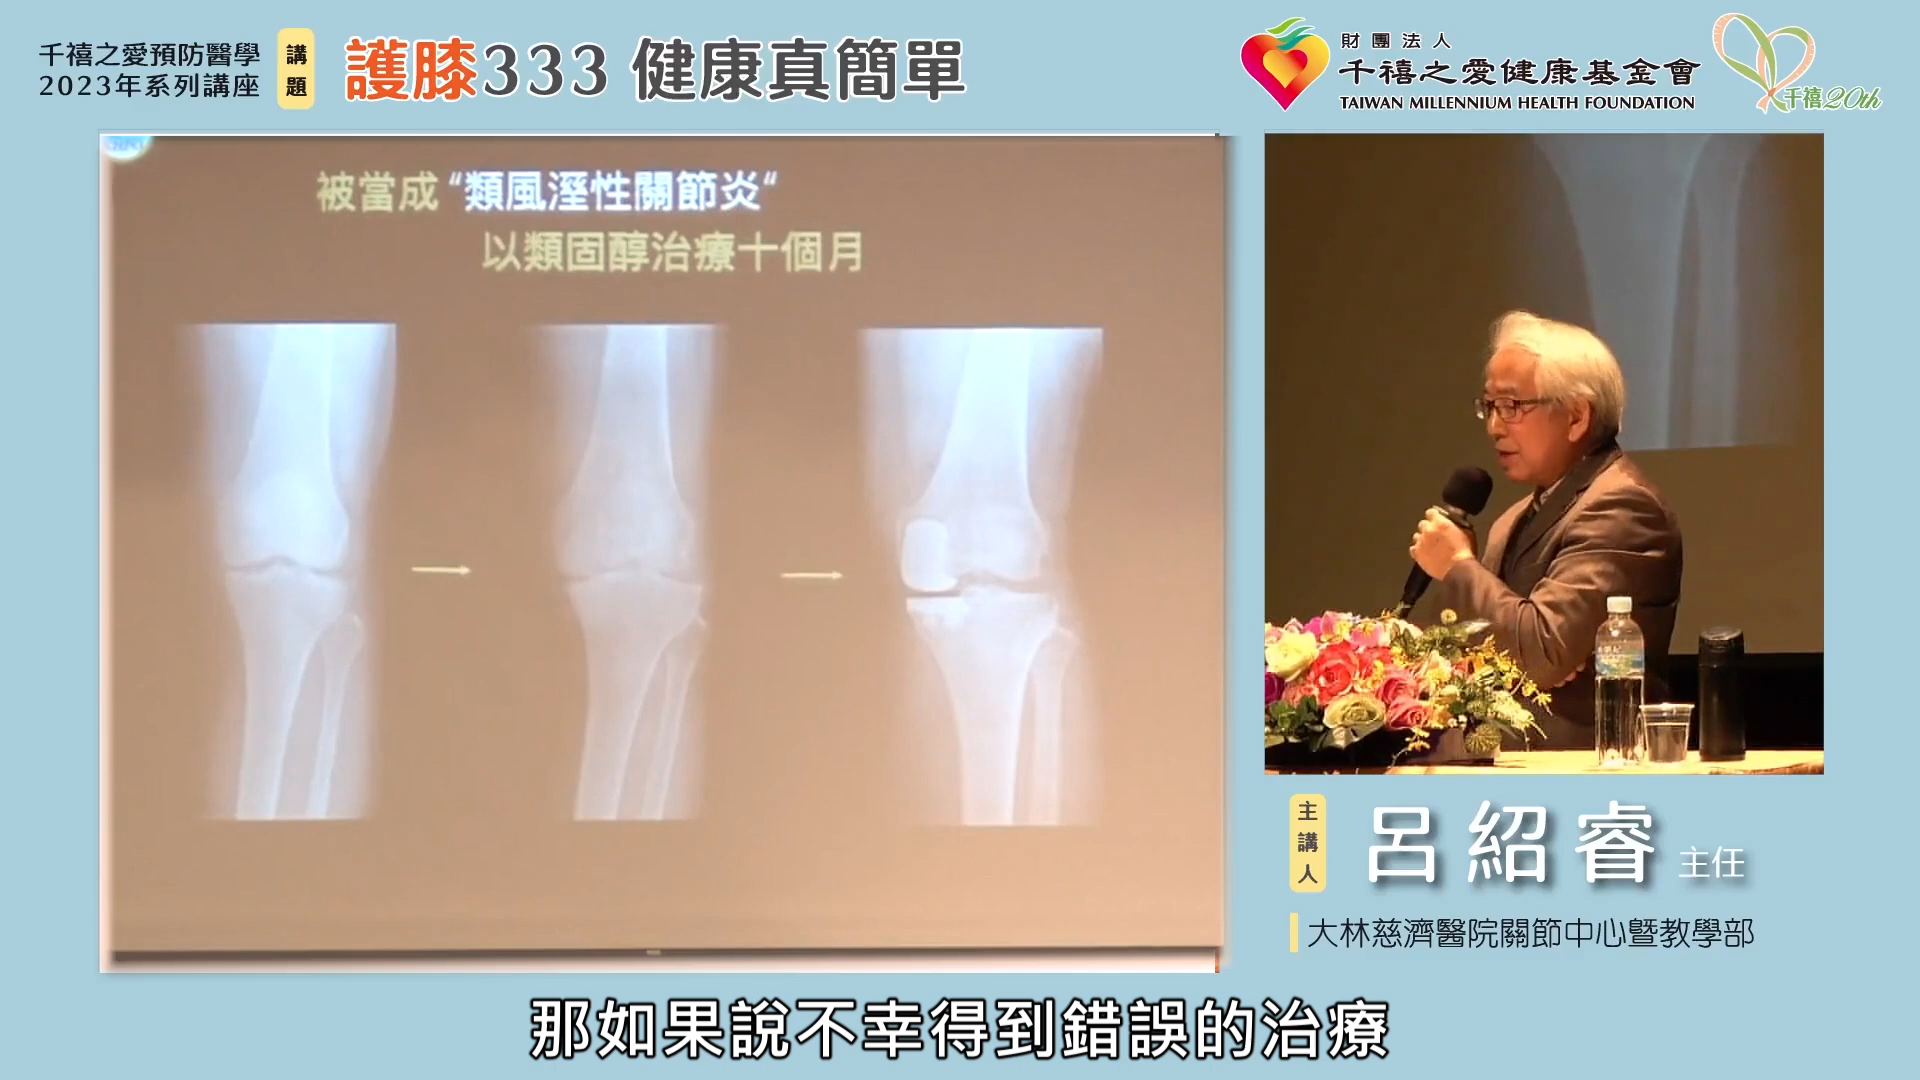 千禧之愛預防醫學
2023年系列講座
講題
護膝333 健康真簡單
財團法人
千禧之愛健康基金會
TAIWAN MILLENNIUM HEALTH FOUNDATION
千禧20th
被當成“類風溼性關節炎“
以類固醇治療十個月
主講人
呂紹睿 主任
大林慈濟醫院關節中心暨教學部
那如果說不幸得到錯誤的治療